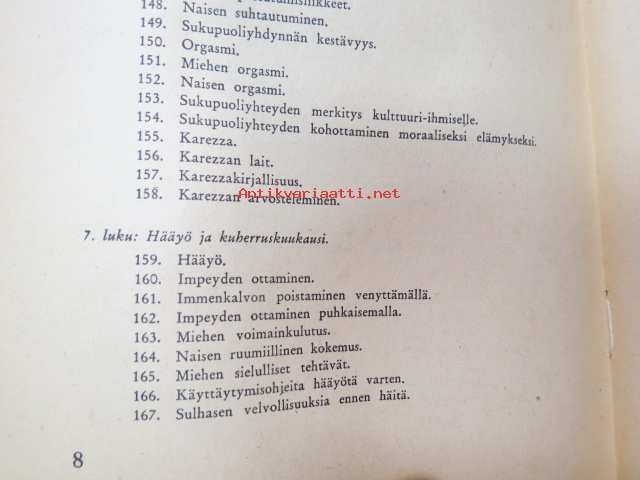 148. Naisen suhtautuminen.
149. Sukupuoliyhdynnän kestävyys.
150. Orgasmi.
151. Miehen orgasmi.
152. Naisen orgasmi.
153. Sukupuoliyhteyden merkitys kulttuuri-ihmiselle.
154. Sukupuoliyhteyden kohottaminen moraaliseksi elämykseksi.
155. Karezza.
156. Karezzan lait.
157. Karezzakirjallisuus.
158. Karezzan arvosteleminen.
Antikvariaatti.net
7. luku: Hääyö ja kuherruskuukausi.
159. Hääyö.
160. Impeyden ottaminen.
161. Immenkalvon poistaminen venyttämällä.
162. Impeyden ottaminen puhkaisemalla.
163. Miehen voimainkulutus.
164. Naisen ruumiillinen kokemus.
165. Miehen sielulliset tehtävät.
166. Käyttäytymisohjeita hääyötä varten.
167. Sulhasen velvollisuuksia ennen häitä.
8